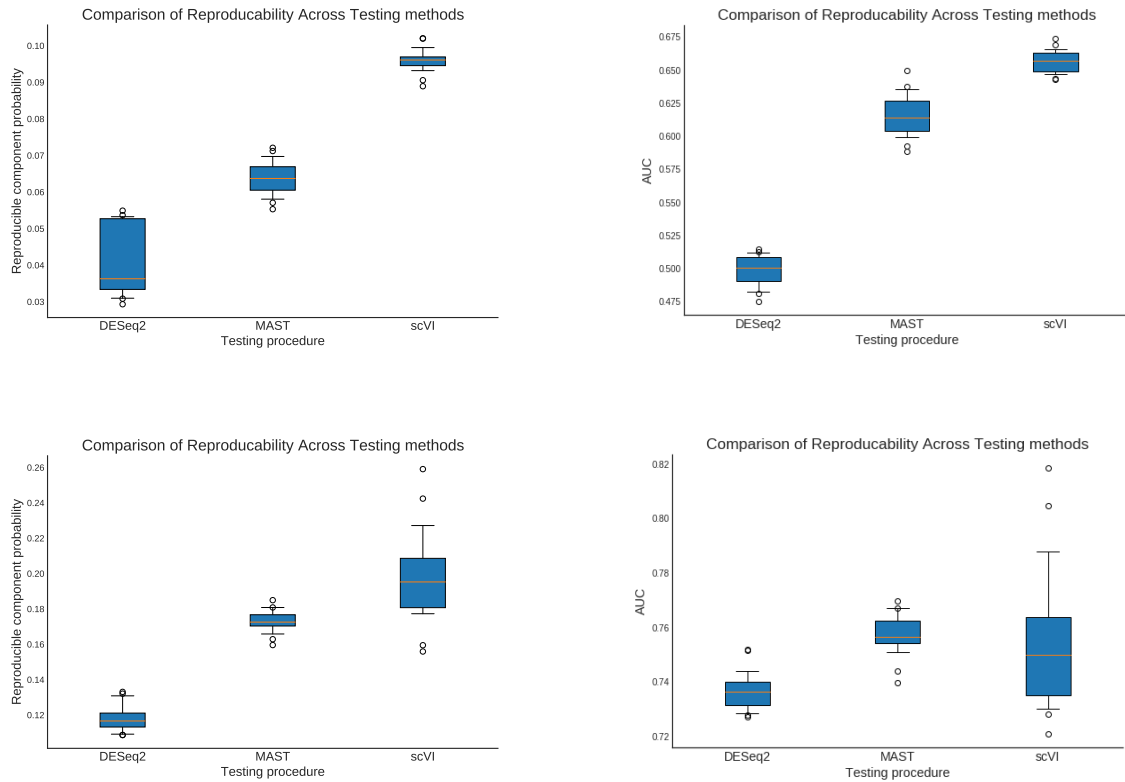 Comparison of Reproducability Across Testing methods
Reproducible component probability
0.10
0.09
0.08
0.07
0.06
0.05
0.04
0.03
DESeq2 MAST scVI
Testing procedure
Comparison of Reproducability Across Testing methods
AUC
0.675
0.650
0.625
0.600
0.575
0.550
0.525
0.500
0.475
DESeq2 MAST scVI
Testing procedure
Comparison of Reproducability Across Testing methods
Reproducible component probability
0.26
0.24
0.22
0.20
0.18
0.16
0.14
0.12
DESeq2 MAST scVI
Testing procedure
Comparison of Reproducability Across Testing methods
AUC
0.82
0.80
0.78
0.76
0.74
0.72
DESeq2 MAST scVI
Testing procedure